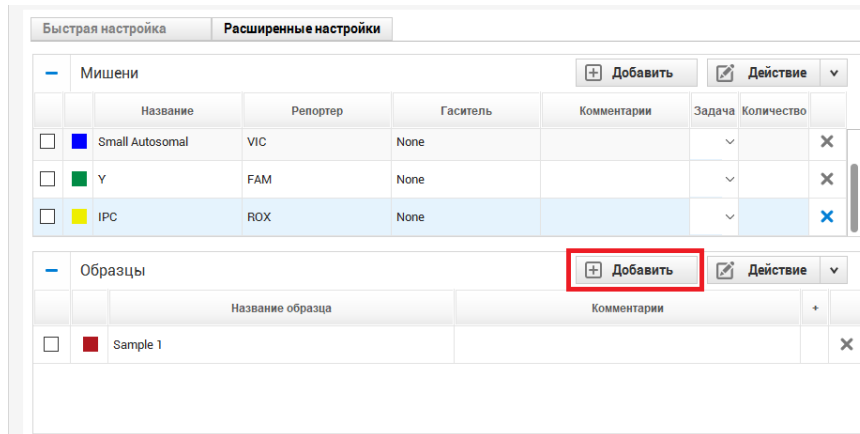 Быстрая настройка Расширенные настройки
Мишени Добавить Действие
Название Репортер Гаситель Комментарии Задача Количество
Small Autosomal VIC None
Y FAM None
IPC ROX None
Образцы Добавить Действие
Название образца Комментарии +
Sample 1